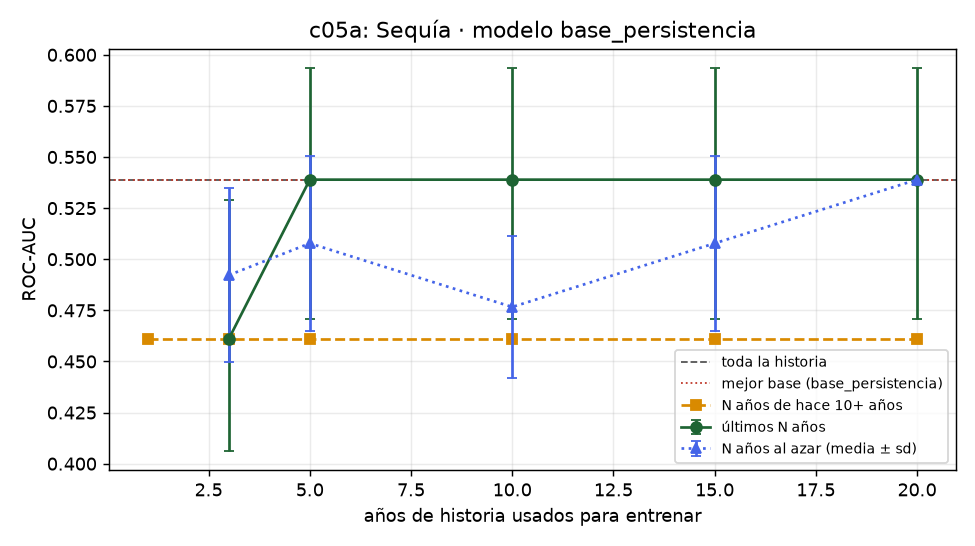 c05a: Sequía · modelo base_persistencia
0.600
0.575
0.550
0.525
0.500
0.475
0.450
0.425
0.400
ROC-AUC
toda la historia
mejor base (base_persistencia)
N años de hace 10+ años
últimos N años
N años al azar (media ± sd)
2.5 5.0 7.5 10.0 12.5 15.0 17.5 20.0
años de historia usados para entrenar